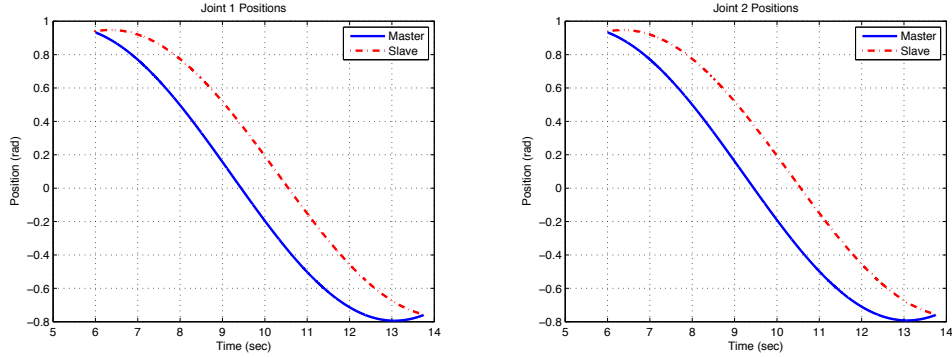 Joint 1 Positions
1
0.8
0.6
0.4
0.2
0
−0.2
−0.4
−0.6
−0.8
Position (rad)
Master
Slave
5 6 7 8 9 10 11 12 13 14
Time (sec)
Joint 2 Positions
1
0.8
0.6
0.4
0.2
0
−0.2
−0.4
−0.6
−0.8
Position (rad)
Master
Slave
5 6 7 8 9 10 11 12 13 14
Time (sec)